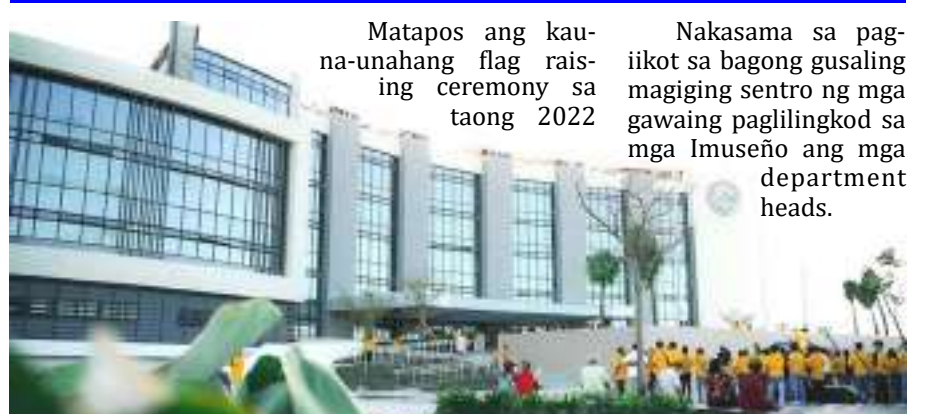 Matapos ang kau-
na-unahang flag rais-
ing ceremony sa
taong 2022
Nakasama sa pag-
iikot sa bagong gusaling
magiging sentro ng mga
gawaing paglilingkod sa
mga Imuseño ang mga
department
heads.